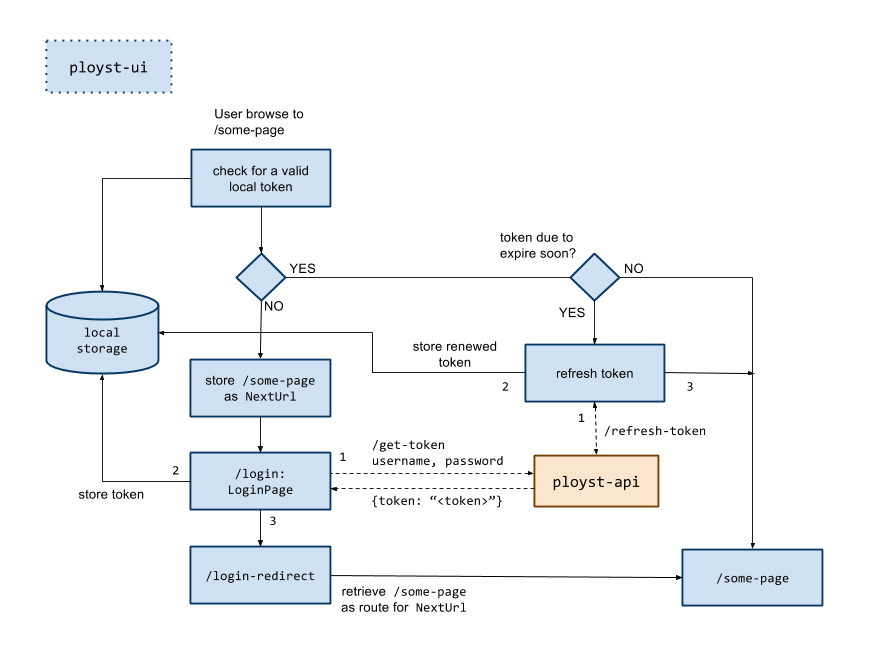 ployst-ui
User browse to
/some-page
check for a valid
local token
token due to
expire soon?
YES
NO
NO
YES
local
storage
store renewed
token
store /some-page
as NextUrl
refresh token
2
3
1
/refresh-token
/get-token
username, password
1
/login:
LoginPage
2
store token
ployst-api
{token: “<token>”}
3
/login-redirect
/some-page
retrieve /some-page
as route for NextUrl